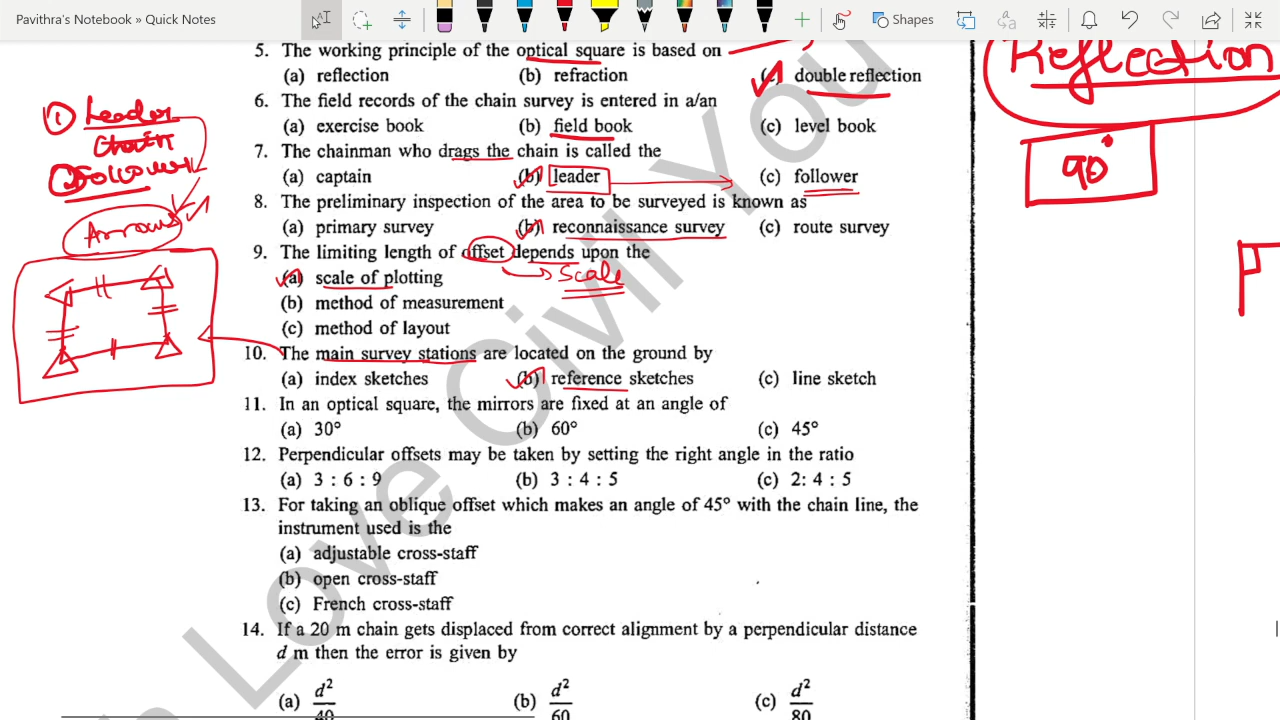 Pavithra's Notebook » Quick Notes
Shapes
5. The working principle of the optical square is based on
(a) reflection (b) refraction (c) double reflection
6. The field records of the chain survey is entered in a/an
(a) exercise book (b) field book (c) level book
7. The chainman who drags the chain is called the
(a) captain (b) leader (c) follower
8. The preliminary inspection of the area to be surveyed is known as
(a) primary survey (b) reconnaissance survey (c) route survey
9. The limiting length of offset depends upon the
(a) scale of plotting
(b) method of measurement
(c) method of layout
10. The main survey stations are located on the ground by
(a) index sketches (b) reference sketches (c) line sketch
11. In an optical square, the mirrors are fixed at an angle of
(a) 30° (b) 60° (c) 45°
12. Perpendicular offsets may be taken by setting the right angle in the ratio
(a) 3 : 6 : 9 (b) 3 : 4 : 5 (c) 2: 4 : 5
13. For taking an oblique offset which makes an angle of 45° with the chain line, the
instrument used is the
(a) adjustable cross-staff
(b) open cross-staff
(c) French cross-staff
14. If a 20 m chain gets displaced from correct alignment by a perpendicular distance
d m then the error is given by
(a) d²/40 (b) d²/60 (c) d²/80
① Leader
Chain
② Follower
Arrows
Scale
Reflection
90°
Love Civil You